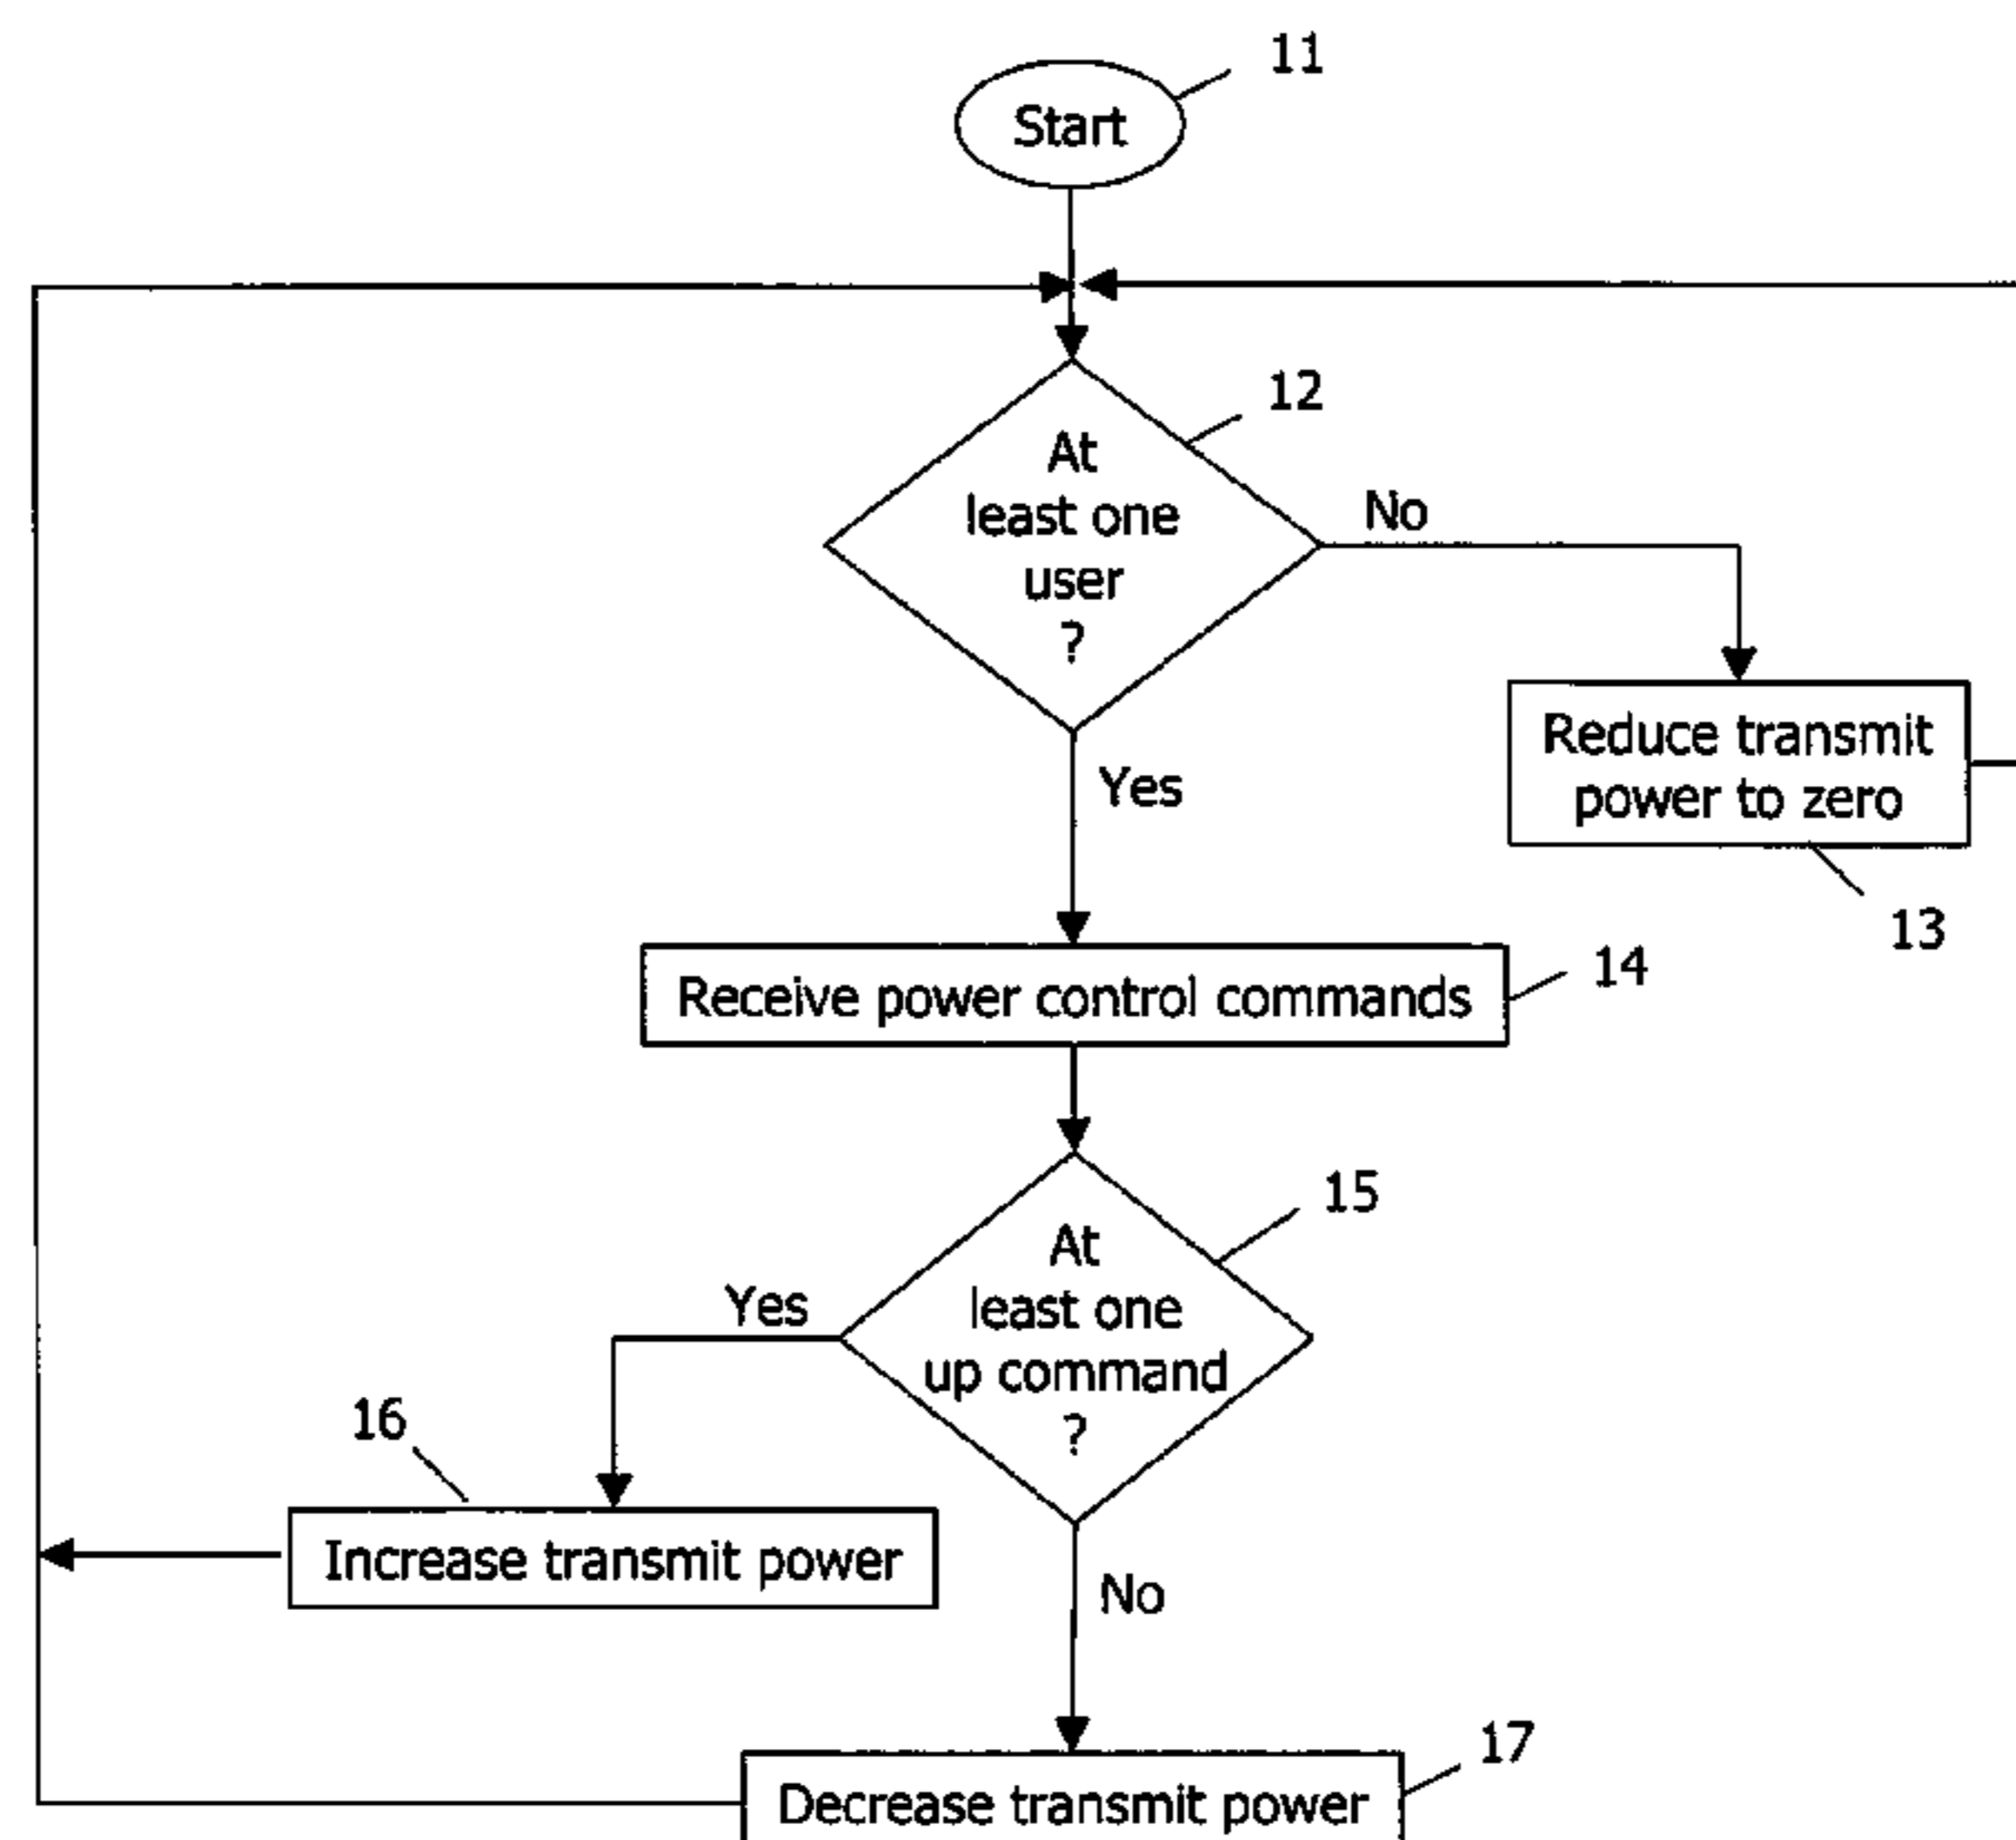 11
Start
12
At
least one
user
?
No
Yes
Reduce transmit
power to zero
13
14
Receive power control commands
15
At
least one
up command
?
Yes
16
Increase transmit power
No
17
Decrease transmit power